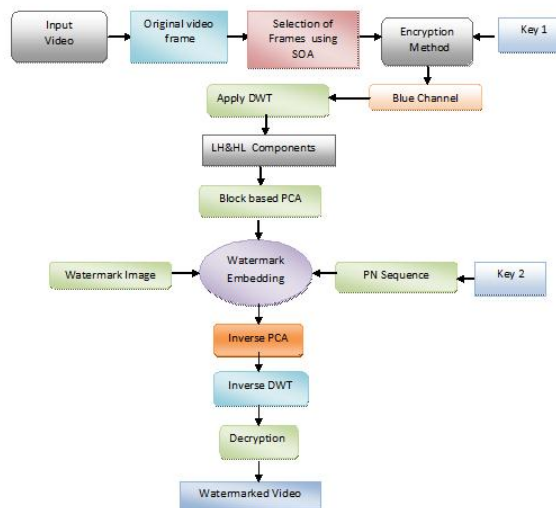 Input
Video
Original video
frame
Selection of
Frames using
SOA
Encryption
Method
Key 1
Apply DWT
Blue Channel
LH&HL Components
Block based PCA
Watermark Image
Watermark
Embedding
PN Sequence
Key 2
Inverse PCA
Inverse DWT
Decryption
Watermarked Video